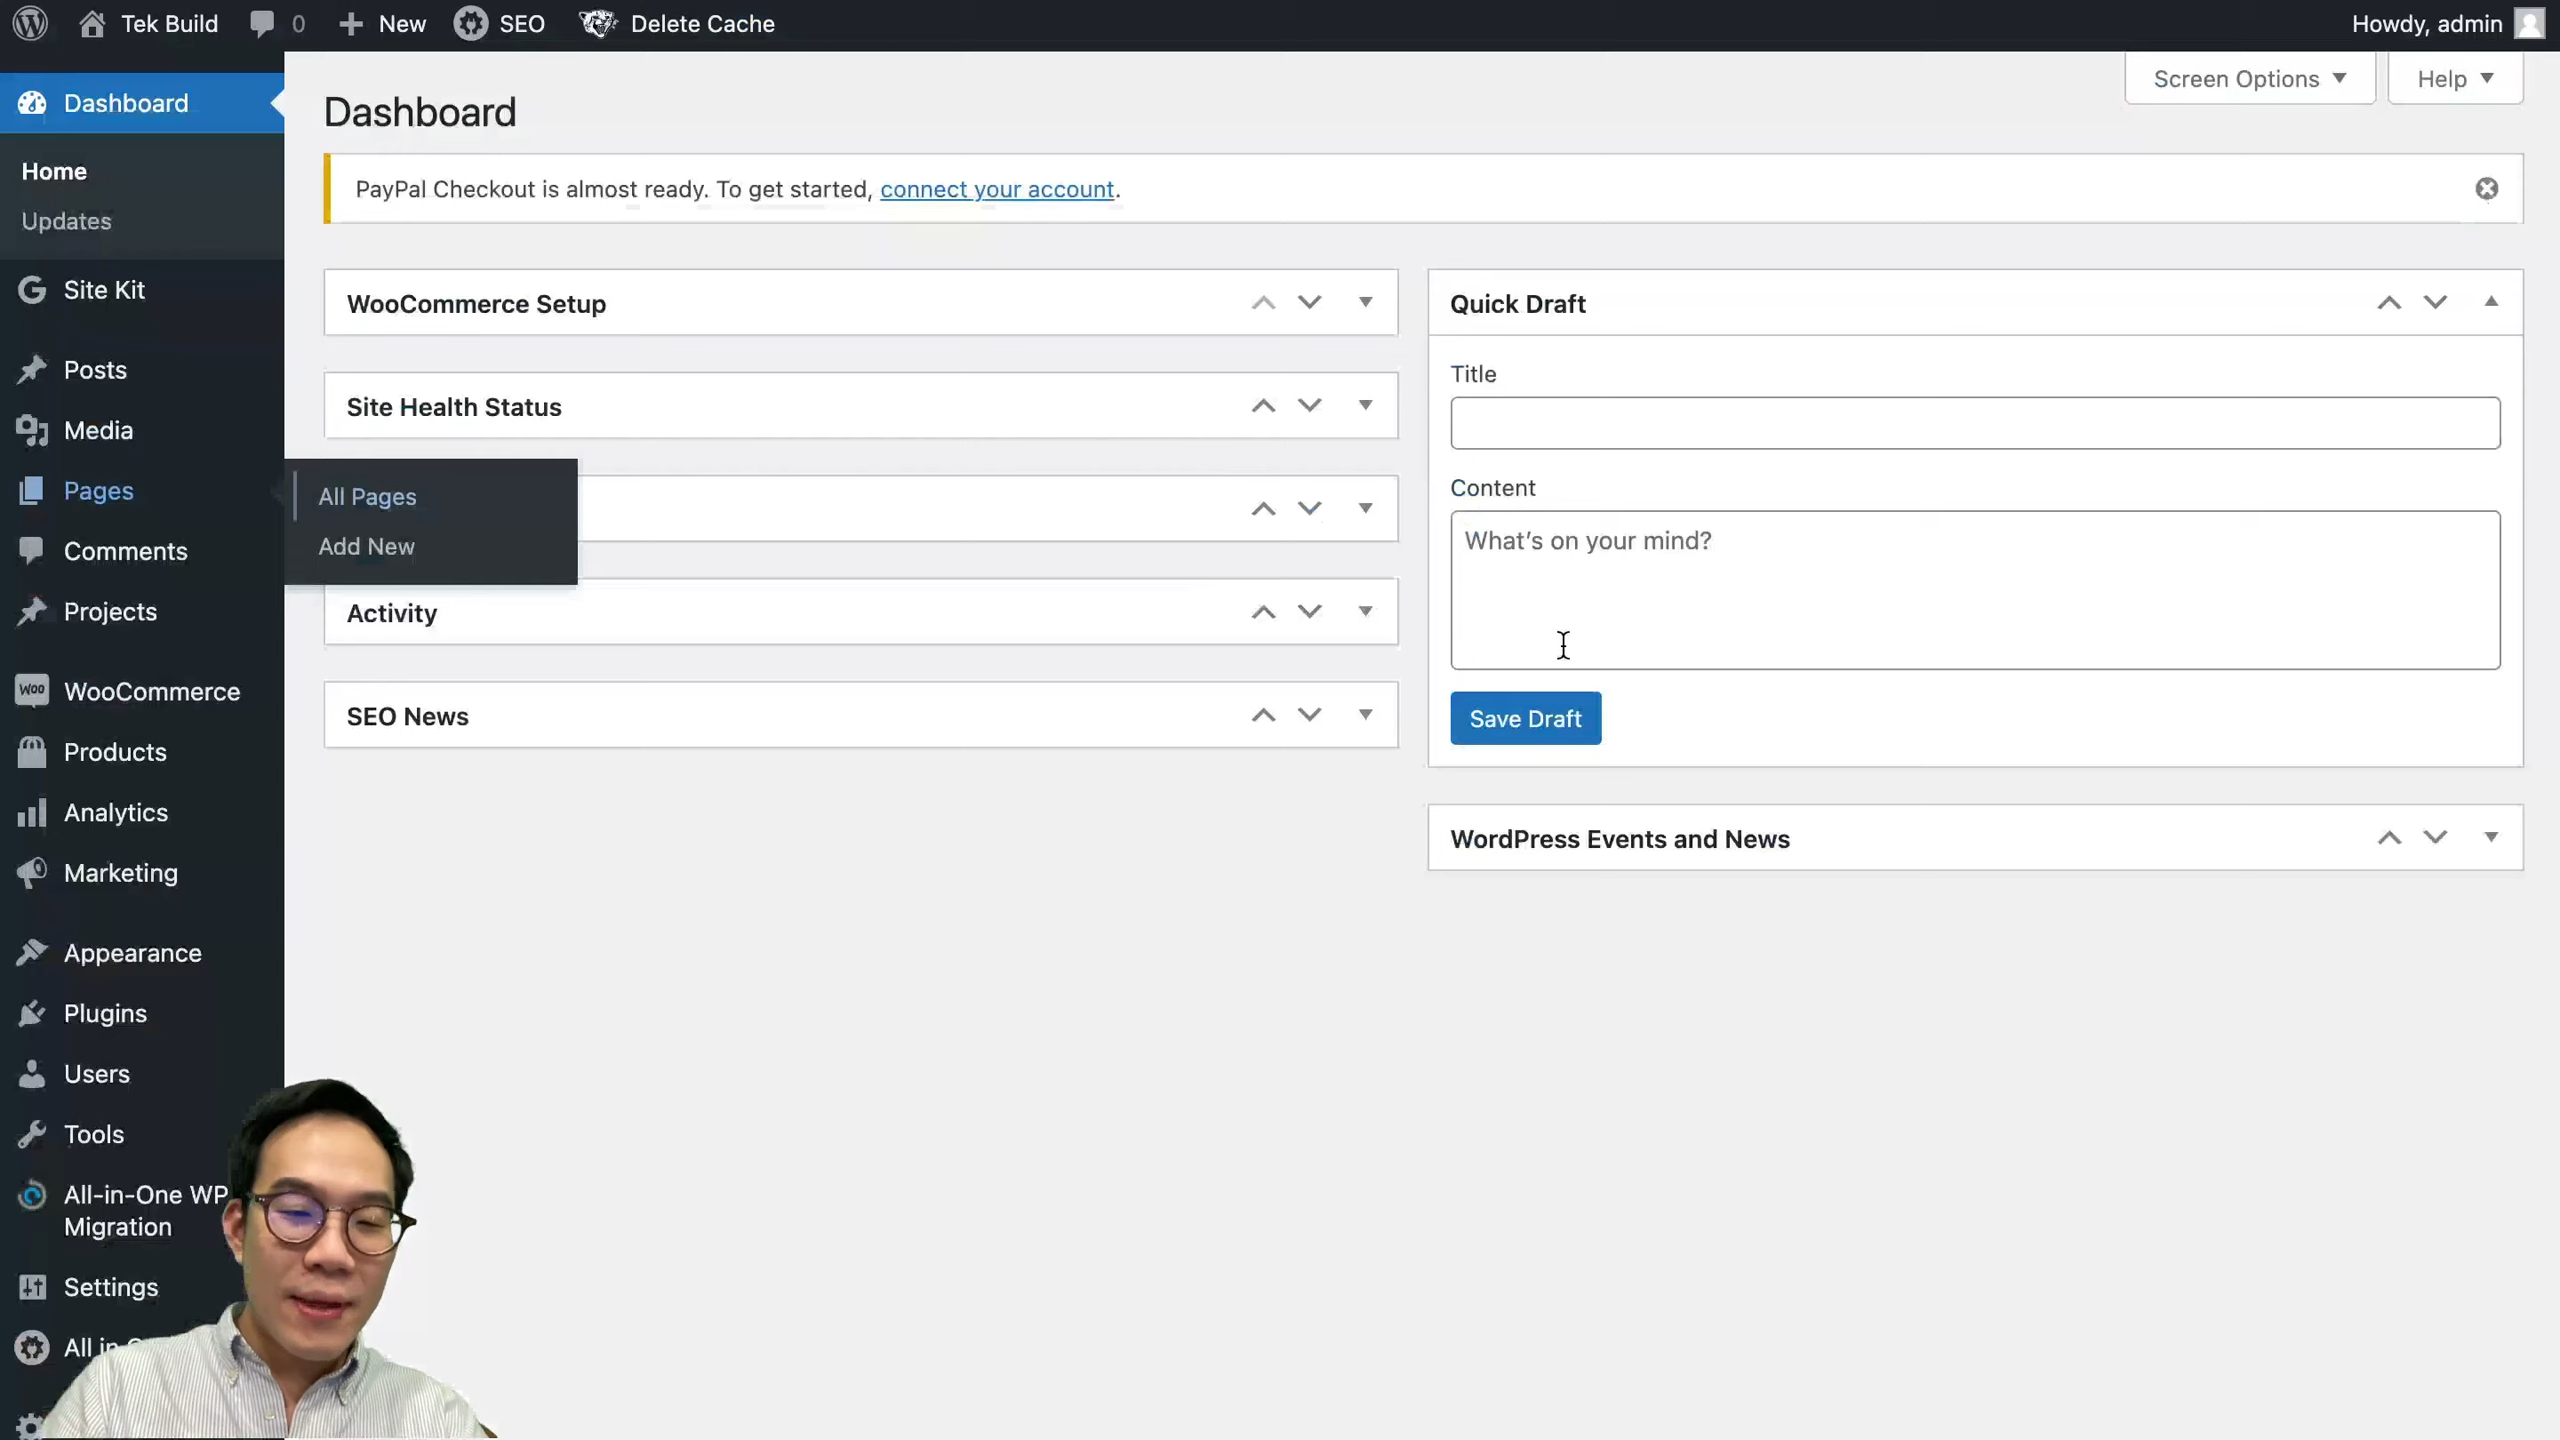 Tek Build
0
New
SEO
Delete Cache
Howdy, admin
Screen Options
Help
Dashboard
Home
Updates
Site Kit
Posts
Media
Pages
All Pages
Add New
Comments
Projects
WooCommerce
Products
Analytics
Marketing
Appearance
Plugins
Users
Tools
All-in-One WP
Migration
Settings
All in
Dashboard
PayPal Checkout is almost ready. To get started, connect your account.
WooCommerce Setup
Site Health Status
Activity
SEO News
Quick Draft
Title
Content
What's on your mind?
Save Draft
WordPress Events and News